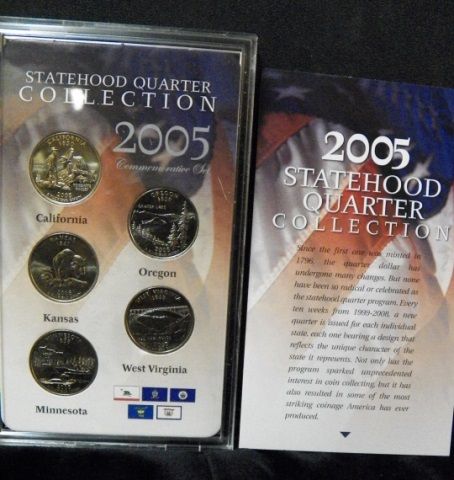 STATEHOOD QUARTER
COLLECTION
2005
Commemorative Set
California
Oregon
Kansas
West Virginia
Minnesota
2005
STATEHOOD
QUARTER
COLLECTION
Since the first one was minted in
1796, the quarter dollar has
undergone many changes. But none
have been so radical or celebrated as
the statehood quarter program. Every
ten weeks from 1999-2008, a new
quarter is issued for each individual
state, each one bearing a design that
reflects the unique character of the
state it represents. Not only has the
program sparked unprecedented
interest in coin collecting, but it has
also resulted in some of the most
striking coinage America has ever
produced.